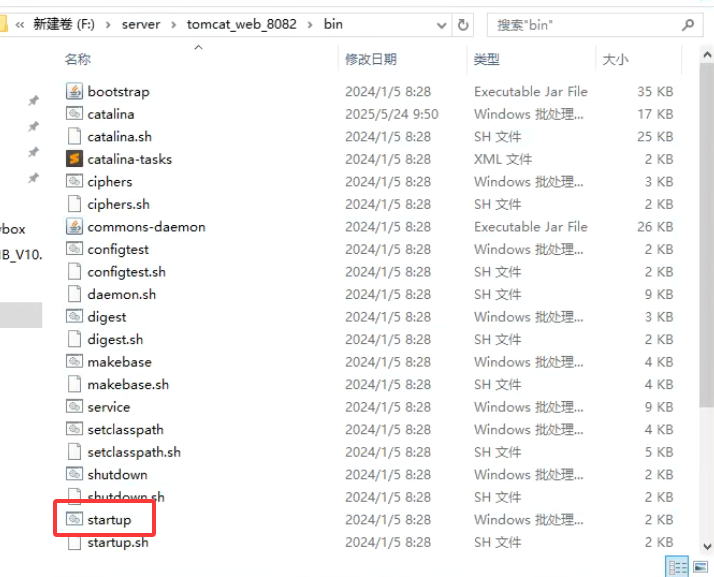 « 新建卷 (F:) › server › tomcat_web_8082 › bin 搜索"bin"
名称 修改日期 类型 大小
bootstrap 2024/1/5 8:28 Executable Jar File 35 KB
catalina 2025/5/24 9:50 Windows 批处理... 17 KB
catalina.sh 2024/1/5 8:28 SH 文件 25 KB
catalina-tasks 2024/1/5 8:28 XML 文件 2 KB
ciphers 2024/1/5 8:28 Windows 批处理... 3 KB
ciphers.sh 2024/1/5 8:28 SH 文件 2 KB
commons-daemon 2024/1/5 8:28 Executable Jar File 26 KB
configtest 2024/1/5 8:28 Windows 批处理... 2 KB
configtest.sh 2024/1/5 8:28 SH 文件 2 KB
daemon.sh 2024/1/5 8:28 SH 文件 9 KB
digest 2024/1/5 8:28 Windows 批处理... 3 KB
digest.sh 2024/1/5 8:28 SH 文件 2 KB
makebase 2024/1/5 8:28 Windows 批处理... 4 KB
makebase.sh 2024/1/5 8:28 SH 文件 4 KB
service 2024/1/5 8:28 Windows 批处理... 9 KB
setclasspath 2024/1/5 8:28 Windows 批处理... 4 KB
setclasspath.sh 2024/1/5 8:28 SH 文件 5 KB
shutdown 2024/1/5 8:28 Windows 批处理... 2 KB
shutdown.sh 2024/1/5 8:28 SH 文件 2 KB
startup 2024/1/5 8:28 Windows 批处理... 2 KB
startup.sh 2024/1/5 8:28 SH 文件 2 KB